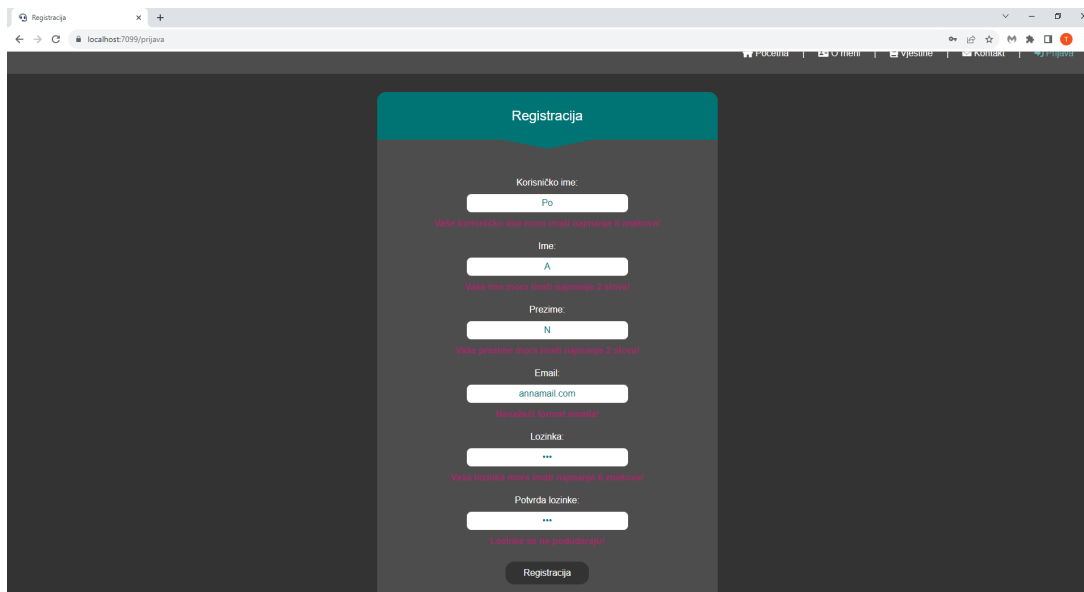 Registracija
localhost:7099/prijava
Početna | O meni | Vještine | Kontakt | Prijava
Registracija
Korisničko ime:
Po
Vaše korisničko ime mora imati najmanje 6 znakova!
Ime:
A
Vaše ime mora imati najmanje 2 slova!
Prezime:
N
Vaše prezime mora imati najmanje 2 slova!
Email:
annamail.com
Nevažeći format emaila!
Lozinka:
•••
Vaša lozinka mora imati najmanje 6 znakova!
Potvrda lozinke:
•••
Lozinke se ne podudaraju!
Registracija